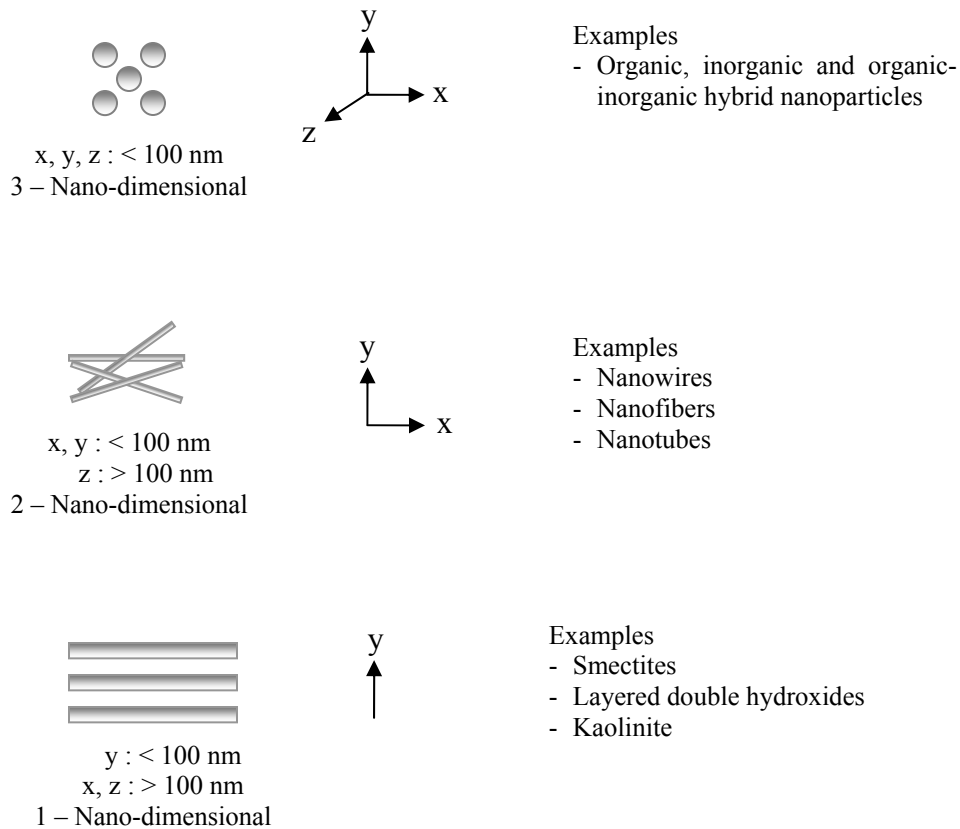 y
x
z
x, y, z : < 100 nm
3 – Nano-dimensional
Examples
- Organic, inorganic and organic-
inorganic hybrid nanoparticles
y
x
x, y : < 100 nm
z : > 100 nm
2 – Nano-dimensional
Examples
- Nanowires
- Nanofibers
- Nanotubes
y
y : < 100 nm
x, z : > 100 nm
1 – Nano-dimensional
Examples
- Smectites
- Layered double hydroxides
- Kaolinite